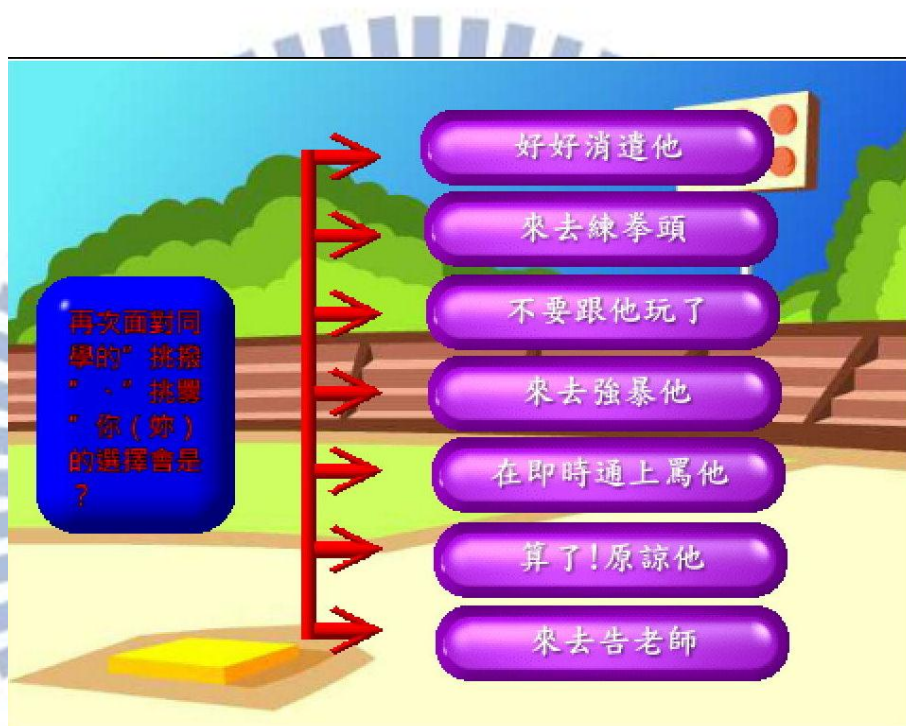 再次面對同
學的”挑撥
”、”挑釁
”你(妳)
的選擇會是
?
好好消遣他
來去練拳頭
不要跟他玩了
來去強暴他
在即時通上罵他
算了!原諒他
來去告老師